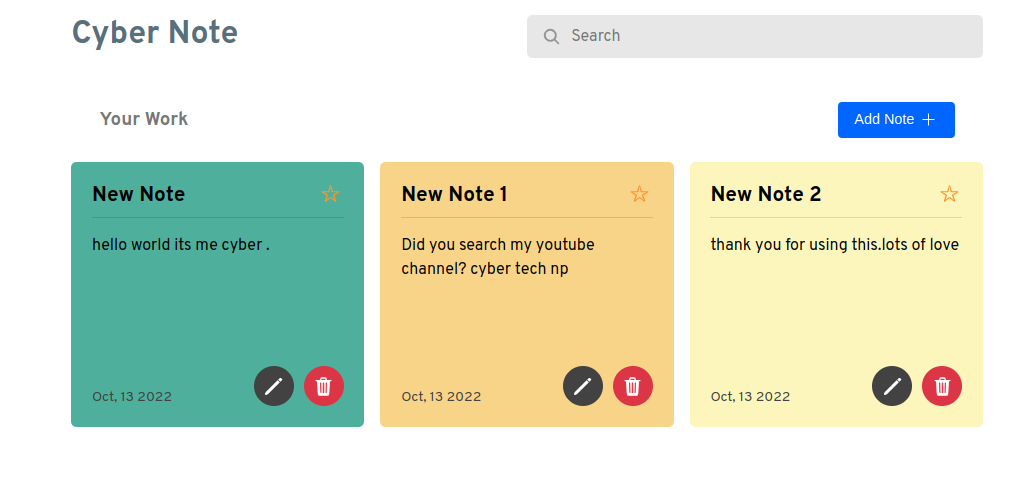 Cyber Note
Search
Your Work
Add Note
New Note
hello world its me cyber .
Oct, 13 2022
New Note 1
Did you search my youtube
channel? cyber tech np
Oct, 13 2022
New Note 2
thank you for using this.lots of love
Oct, 13 2022